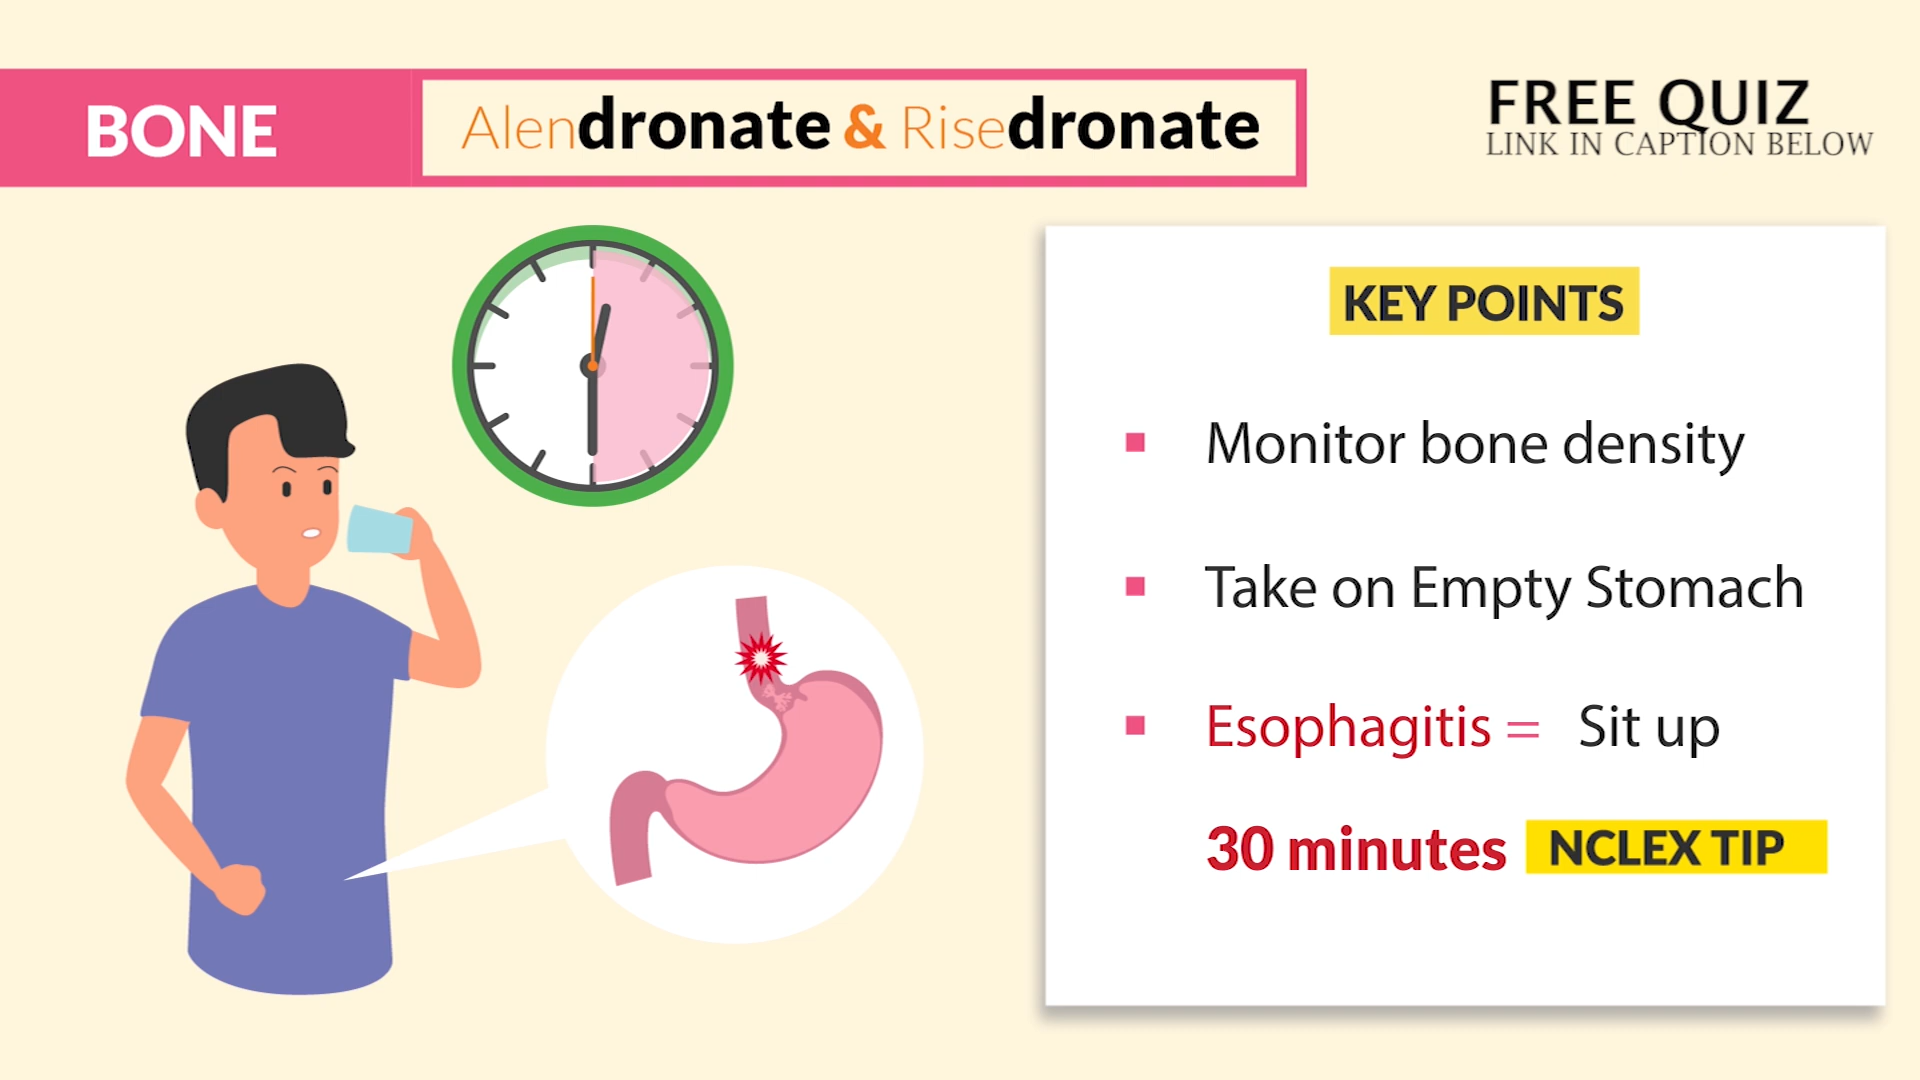 BONE
Alendronate & Risedronate
FREE QUIZ
LINK IN CAPTION BELOW
KEY POINTS
▪ Monitor bone density
▪ Take on Empty Stomach
▪ Esophagitis = Sit up
30 minutes NCLEX TIP